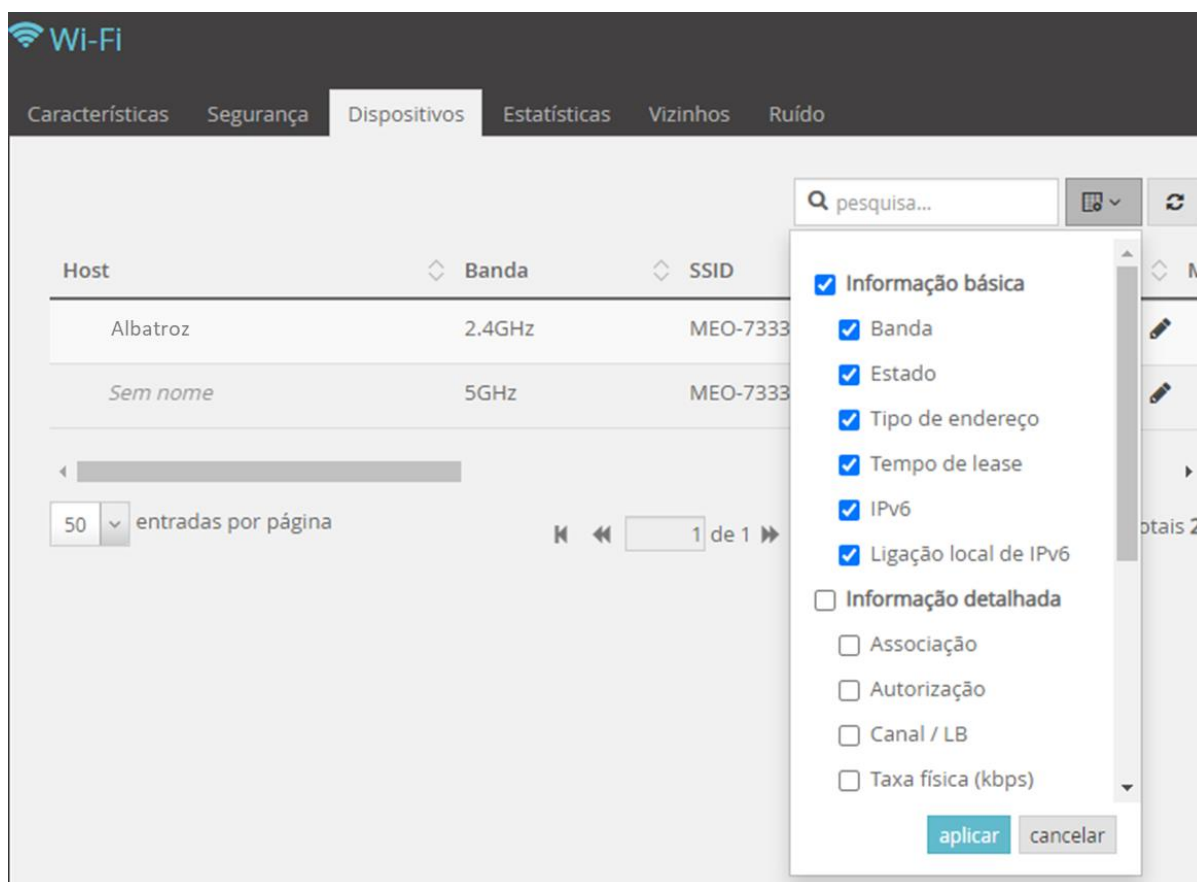 Wi-Fi
Características Segurança Dispositivos Estatísticas Vizinhos Ruído
pesquisa...
Host Banda SSID
Albatroz 2.4GHz MEO-7333
Sem nome 5GHz MEO-7333
50 entradas por página 1 de 1
Informação básica
Banda
Estado
Tipo de endereço
Tempo de lease
IPv6
Ligação local de IPv6
Informação detalhada
Associação
Autorização
Canal / LB
Taxa física (kbps)
aplicar cancelar